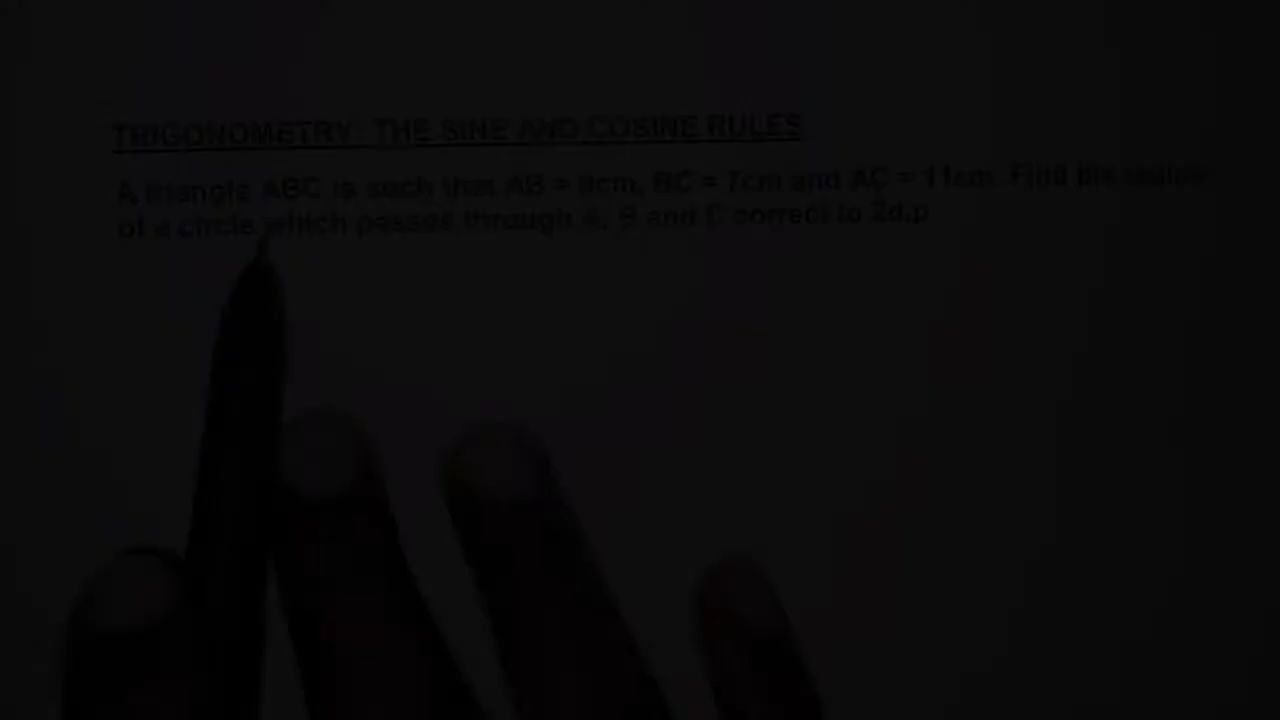 TRIGONOMETRY: THE SINE AND COSINE RULES
A triangle ABC is such that AB = cm, BC = 7cm and AC = 11cm. Find the radius
of a circle which passes through A, B and C correct to 2d.p